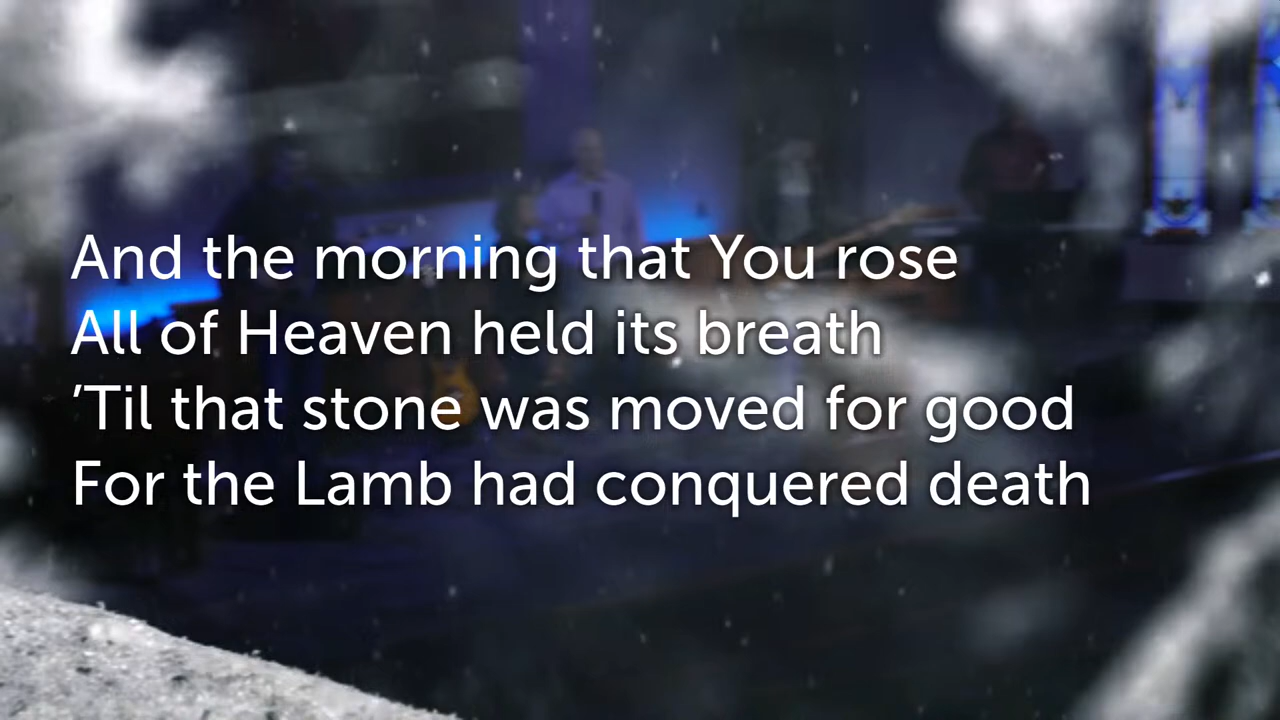 And the morning that You rose
All of Heaven held its breath
’Til that stone was moved for good
For the Lamb had conquered death